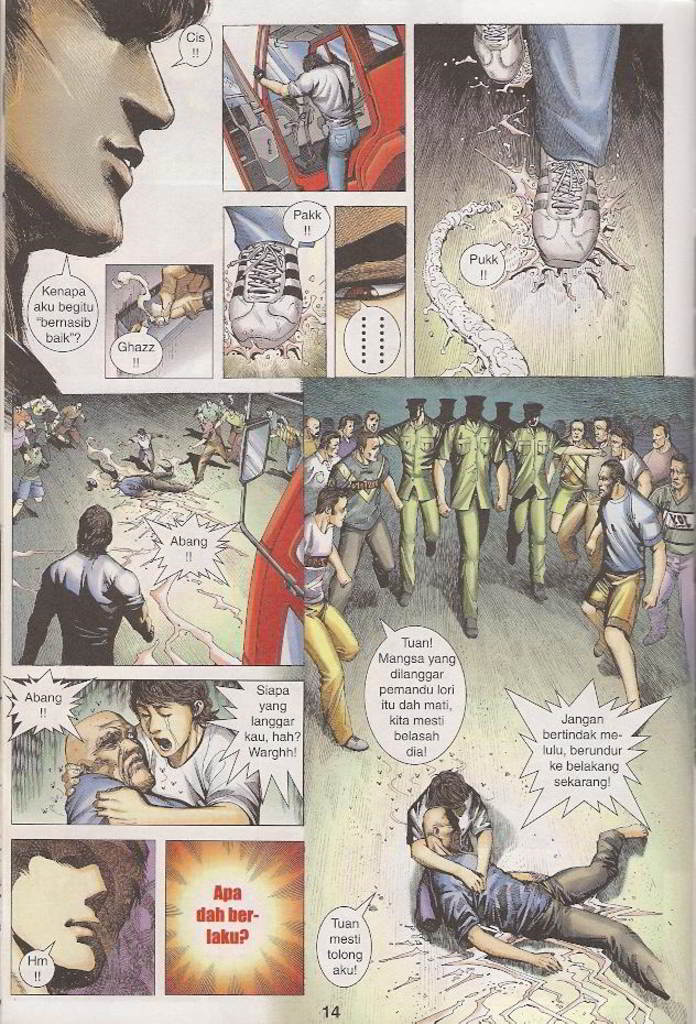 Cis
!!
Kenapa
aku begitu
"bernasib
baik"?
Ghazz
!!
Pakk
!!
Pukk
!!
Abang
!!
Abang
!!
Siapa
yang
langgar
kau, hah?
Warghh!
Hm
!!
Apa
dah ber-
laku?
Tuan!
Mangsa yang
dilanggar
pemandu lori
itu dah mati,
kita mesti
belasah
dia!
Jangan
bertindak me-
lulu, berundur
ke belakang
sekarang!
Tuan
mesti
tolong
aku!
14